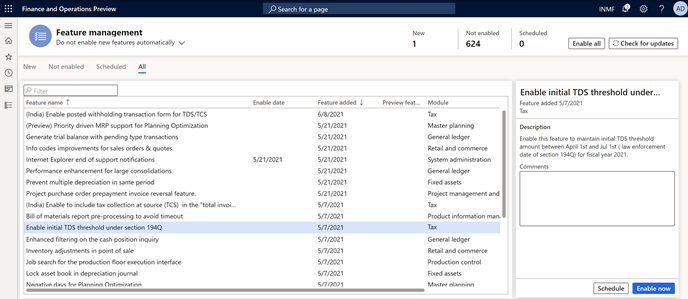 Finance and Operations Preview
Search for a page
INMF
1
?
AD
Feature management
Do not enable new features automatically
New
1
Not enabled
624
Scheduled
0
Enable all
Check for updates
New
Not enabled
Scheduled
All
Filter
Feature name ↑ Enable date Feature added ↓ Preview feat... Module
(India) Enable posted withholding transaction form for TDS/TCS 6/8/2021 Tax
(Preview) Priority driven MRP support for Planning Optimization 5/21/2021 Master planning
Generate trial balance with pending type transactions 5/21/2021 General ledger
Info codes improvements for sales orders & quotes. 5/21/2021 Retail and commerce
Internet Explorer end of support notifications 5/21/2021 5/21/2021 System administration
Performance enhancement for large consolidations 5/21/2021 General ledger
Prevent multiple depreciation in same period 5/21/2021 Fixed assets
Project purchase order prepayment invoice reversal feature. 5/21/2021 Project management and
(India) Enable to include tax collection at source (TCS) in the "total invoi... 5/7/2021 Tax
Bill of materials report pre-processing to avoid timeout 5/7/2021 Product information man
Enable initial TDS threshold under section 194Q 5/7/2021 Tax
Enhanced filtering on the cash position inquiry 5/7/2021 General ledger
Inventory adjustments in point of sale 5/7/2021 Retail and commerce
Job search for the production floor execution interface 5/7/2021 Production control
Lock asset book in depreciation journal 5/7/2021 Fixed assets
Negative days for Planning Optimization 5/7/2021 Master planning
Enable initial TDS threshold under...
Feature added 5/7/2021
Tax
Description
Enable this feature to maintain initial TDS threshold
amount between April 1st and Jul 1st ( law enforcement
date of section 194Q) for fiscal year 2021.
Comments
Schedule
Enable now